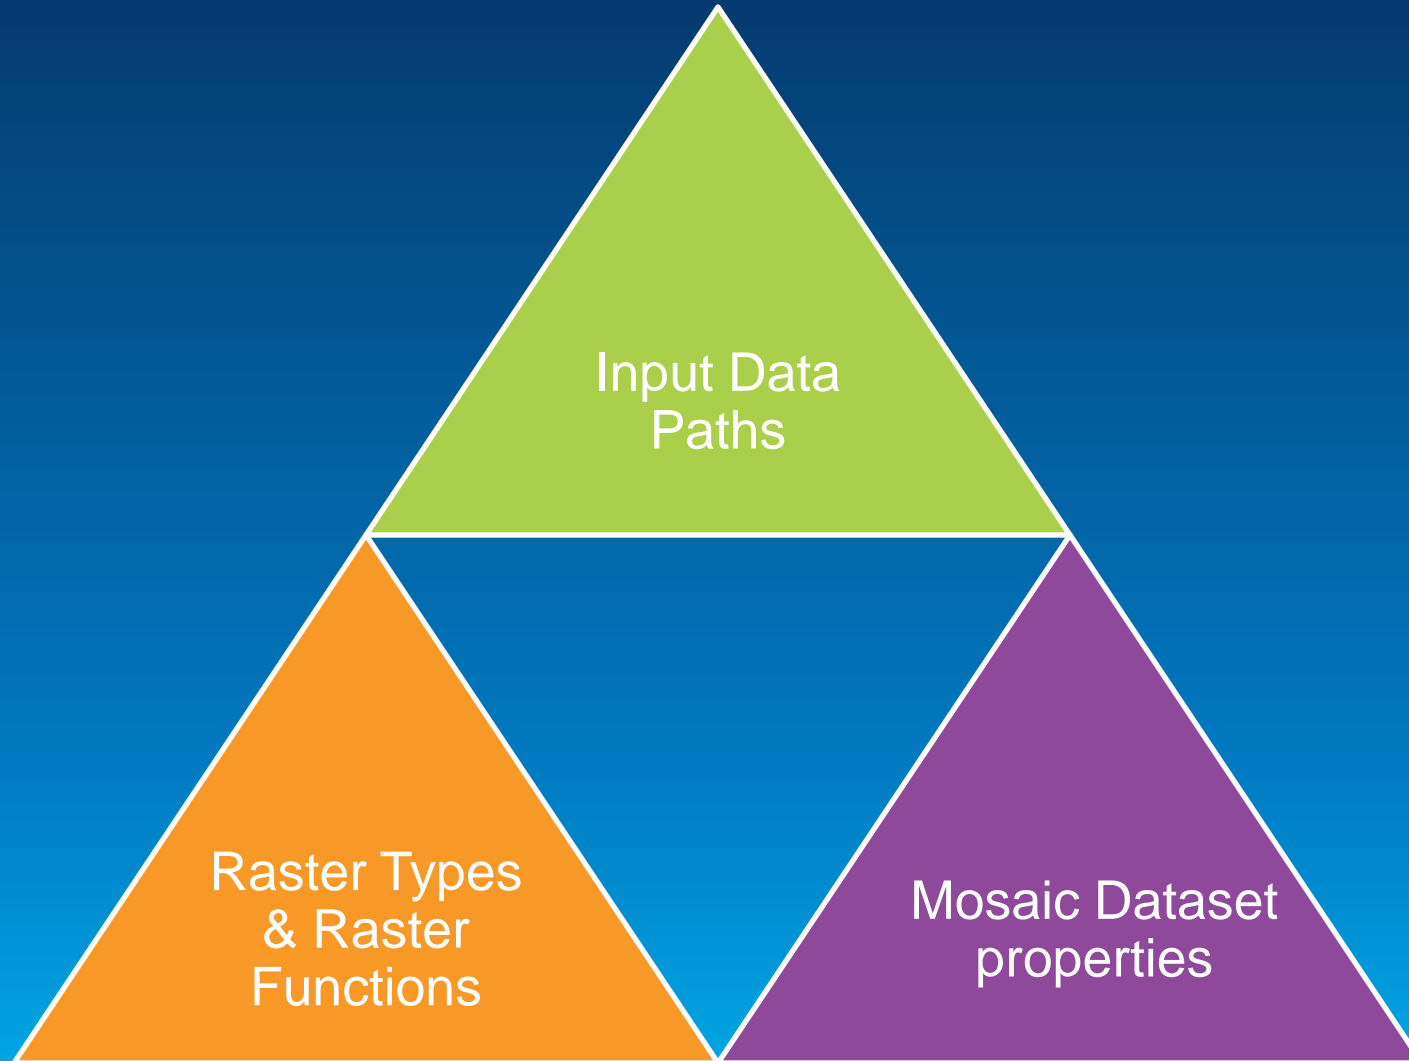 Input Data
Paths
Raster Types
& Raster
Functions
Mosaic Dataset
properties